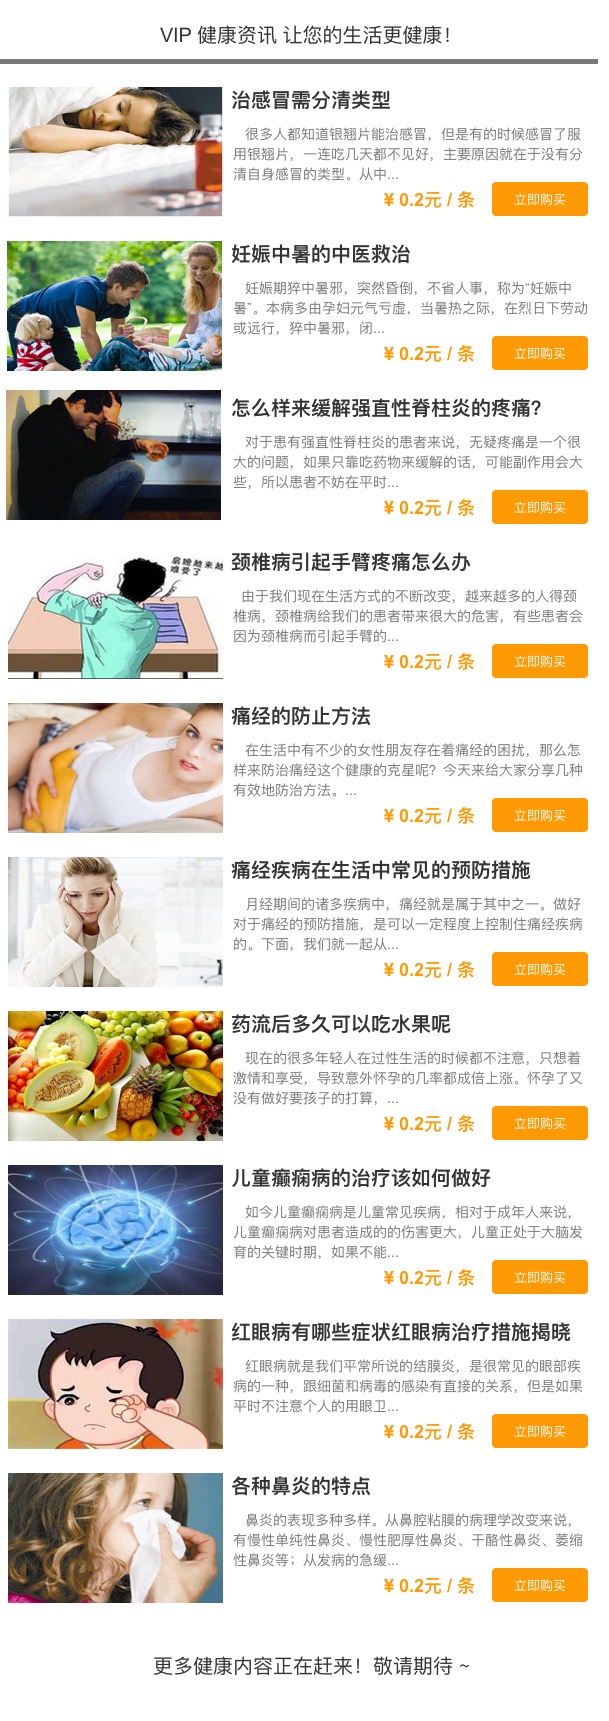 VIP 健康资讯 让您的生活更健康！
治感冒需分清类型
很多人都知道银翘片能治感冒，但是有的时候感冒了服
用银翘片，一连吃几天都不见好，主要原因就在于没有分
清自身感冒的类型。从中...
¥ 0.2元 / 条
立即购买
妊娠中暑的中医救治
妊娠期猝中暑邪，突然昏倒，不省人事，称为“妊娠中
暑”。本病多由孕妇元气亏虚，当暑热之际，在烈日下劳动
或远行，猝中暑邪，闭...
¥ 0.2元 / 条
立即购买
怎么样来缓解强直性脊柱炎的疼痛?
对于患有强直性脊柱炎的患者来说，无疑疼痛是一个很
大的问题，如果只靠吃药物来缓解的话，可能副作用会大
些，所以患者不妨在平时...
¥ 0.2元 / 条
立即购买
肩膀越来越
难受了
颈椎病引起手臂疼痛怎么办
由于我们现在生活方式的不断改变，越来越多的人得颈
椎病，颈椎病给我们的患者带来很大的危害，有些患者会
因为颈椎病而引起手臂的...
¥ 0.2元 / 条
立即购买
痛经的防止方法
在生活中有不少的女性朋友存在着痛经的困扰，那么怎
样来防治痛经这个健康的克星呢？今天来给大家分享几种
有效地防治方法。...
¥ 0.2元 / 条
立即购买
痛经疾病在生活中常见的预防措施
月经期间的诸多疾病中，痛经就是属于其中之一。做好
对于痛经的预防措施，是可以一定程度上控制住痛经疾病
的。下面，我们就一起从...
¥ 0.2元 / 条
立即购买
药流后多久可以吃水果呢
现在的很多年轻人在过性生活的时候都不注意，只想着
激情和享受，导致意外怀孕的几率都成倍上涨。怀孕了又
没有做好要孩子的打算，...
¥ 0.2元 / 条
立即购买
儿童癫痫病的治疗该如何做好
如今儿童癫痫病是儿童常见疾病，相对于成年人来说，
儿童癫痫病对患者造成的的伤害更大，儿童正处于大脑发
育的关键时期，如果不能...
¥ 0.2元 / 条
立即购买
红眼病有哪些症状红眼病治疗措施揭晓
红眼病就是我们平常所说的结膜炎，是很常见的眼部疾
病的一种，跟细菌和病毒的感染有直接的关系，但是如果
平时不注意个人的用眼卫...
¥ 0.2元 / 条
立即购买
各种鼻炎的特点
鼻炎的表现多种多样。从鼻腔粘膜的病理学改变来说，
有慢性单纯性鼻炎、慢性肥厚性鼻炎、干酪性鼻炎、萎缩
性鼻炎等；从发病的急缓...
¥ 0.2元 / 条
立即购买
更多健康内容正在赶来！敬请期待 ~